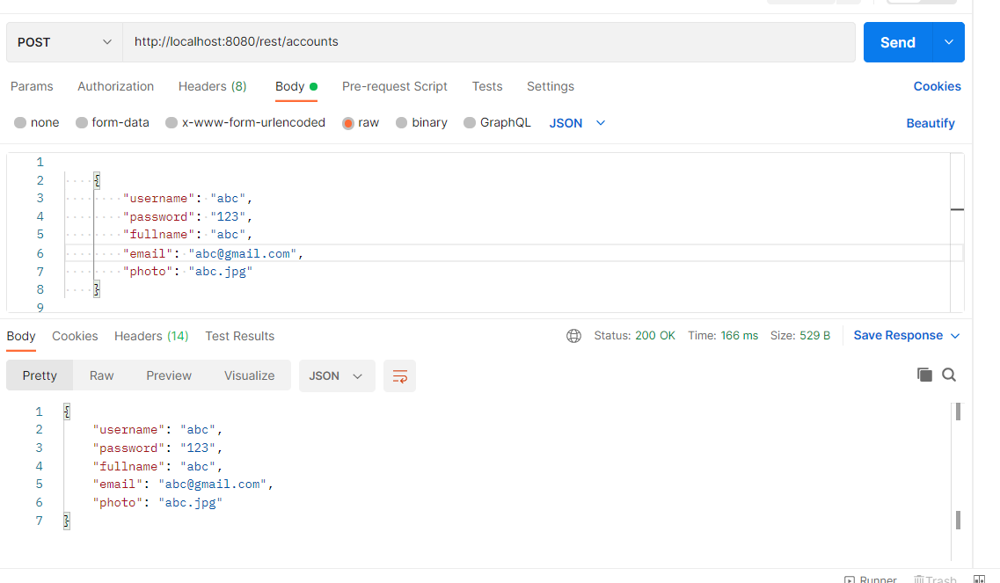 POST http://localhost:8080/rest/accounts Send
Params Authorization Headers (8) Body Pre-request Script Tests Settings Cookies
none form-data x-www-form-urlencoded raw binary GraphQL JSON Beautify
1
2 {
3 "username": "abc",
4 "password": "123",
5 "fullname": "abc",
6 "email": "abc@gmail.com",
7 "photo": "abc.jpg"
8 }
9
Body Cookies Headers (14) Test Results Status: 200 OK Time: 166 ms Size: 529 B Save Response
Pretty Raw Preview Visualize JSON
1 {
2 "username": "abc",
3 "password": "123",
4 "fullname": "abc",
5 "email": "abc@gmail.com",
6 "photo": "abc.jpg"
7 }
Runner Trash